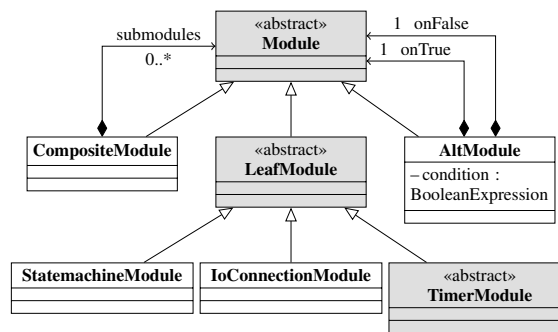 submodules
0..*
«abstract»
Module
1 onFalse
1 onTrue
CompositeModule
«abstract»
LeafModule
AltModule
– condition :
BooleanExpression
StatemachineModule
IoConnectionModule
«abstract»
TimerModule